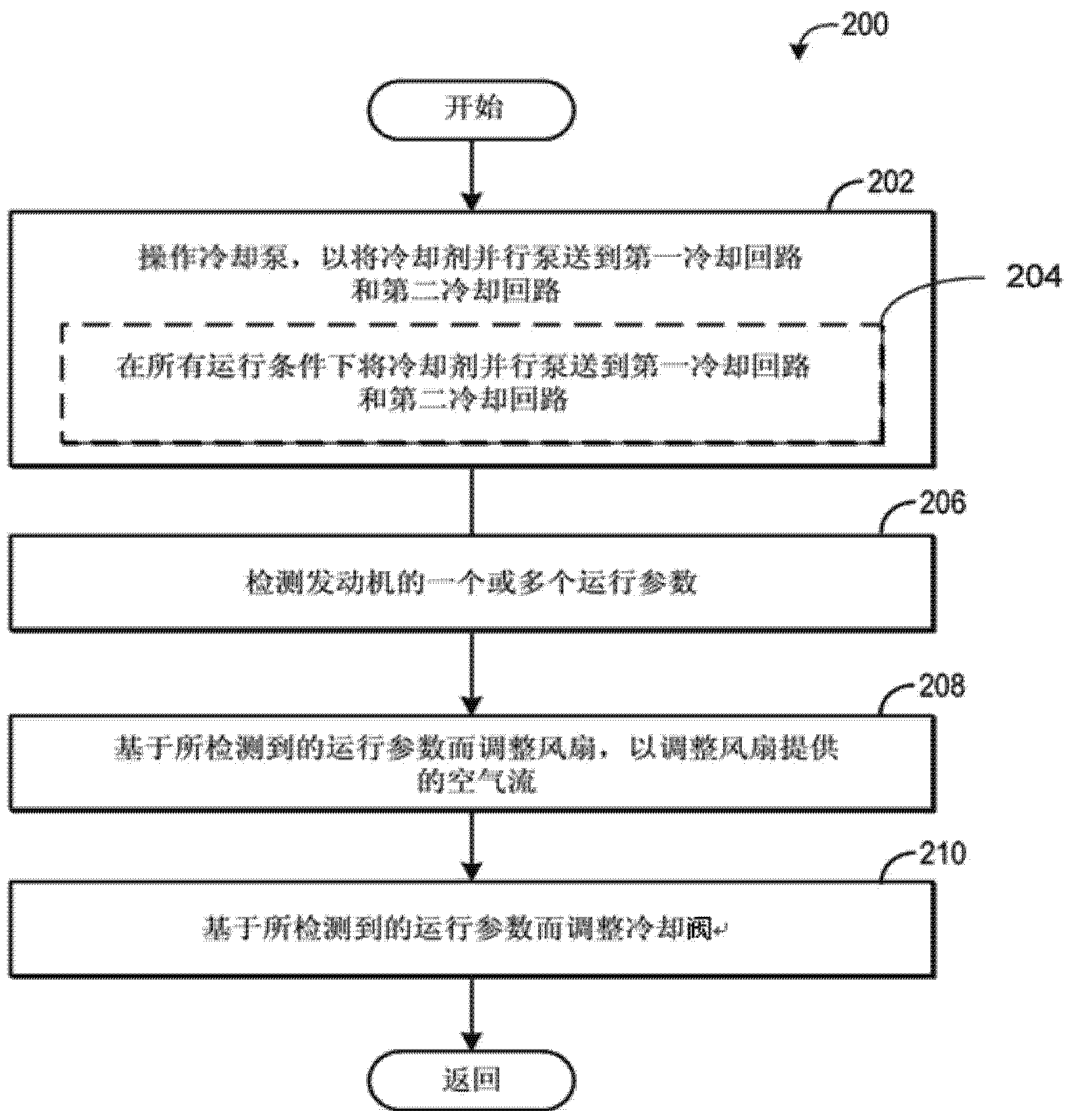 200
开始
202
操作冷却泵，以将冷却剂并行泵送到第一冷却回路
和第二冷却回路
204
在所有运行条件下将冷却剂并行泵送到第一冷却回路
和第二冷却回路
206
检测发动机的一个或多个运行参数
208
基于所检测到的运行参数而调整风扇，以调整风扇提供
的空气流
210
基于所检测到的运行参数而调整冷却阀↵
返回